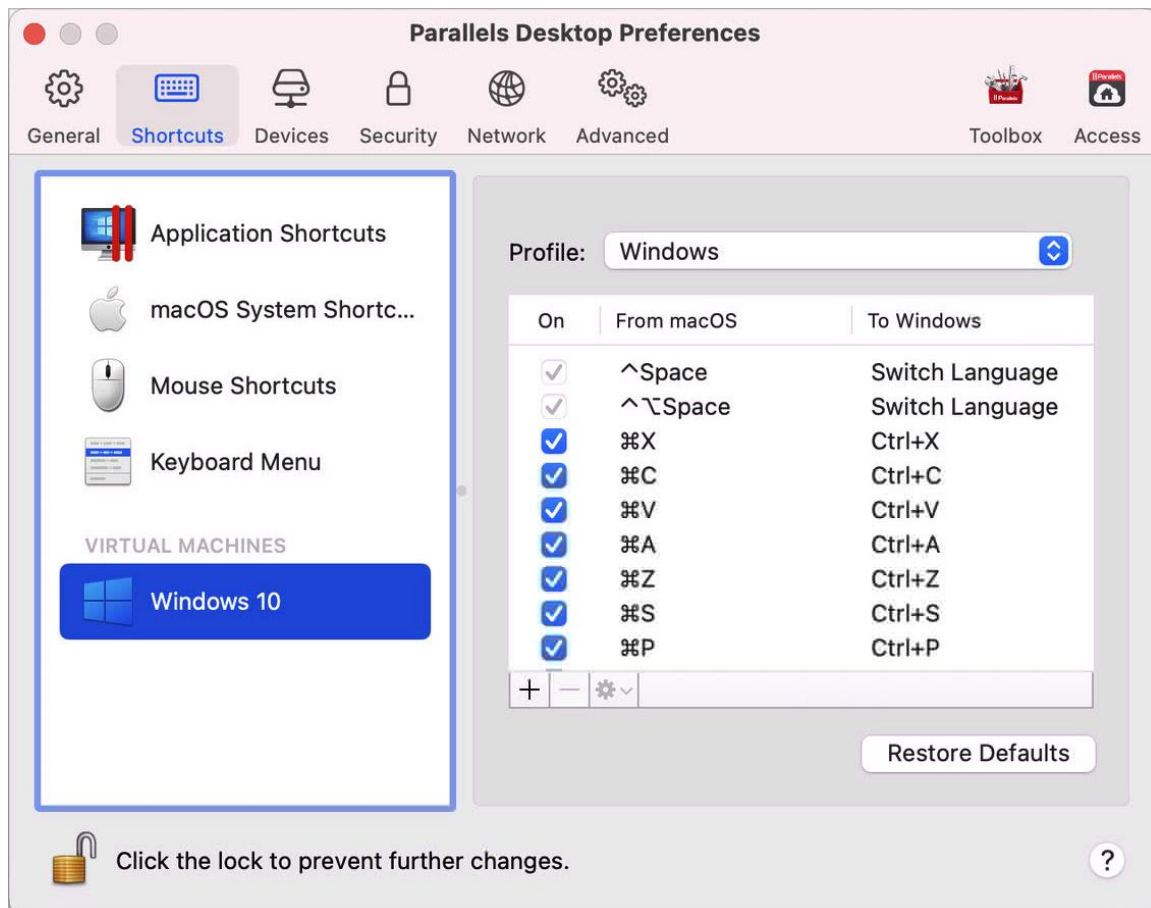 Parallels Desktop Preferences
General Shortcuts Devices Security Network Advanced Toolbox Access
Application Shortcuts
macOS System Shortc...
Mouse Shortcuts
Keyboard Menu
VIRTUAL MACHINES
Windows 10
Profile: Windows
On From macOS To Windows
^Space Switch Language
^⌥Space Switch Language
⌘X Ctrl+X
⌘C Ctrl+C
⌘V Ctrl+V
⌘A Ctrl+A
⌘Z Ctrl+Z
⌘S Ctrl+S
⌘P Ctrl+P
Restore Defaults
Click the lock to prevent further changes. ?